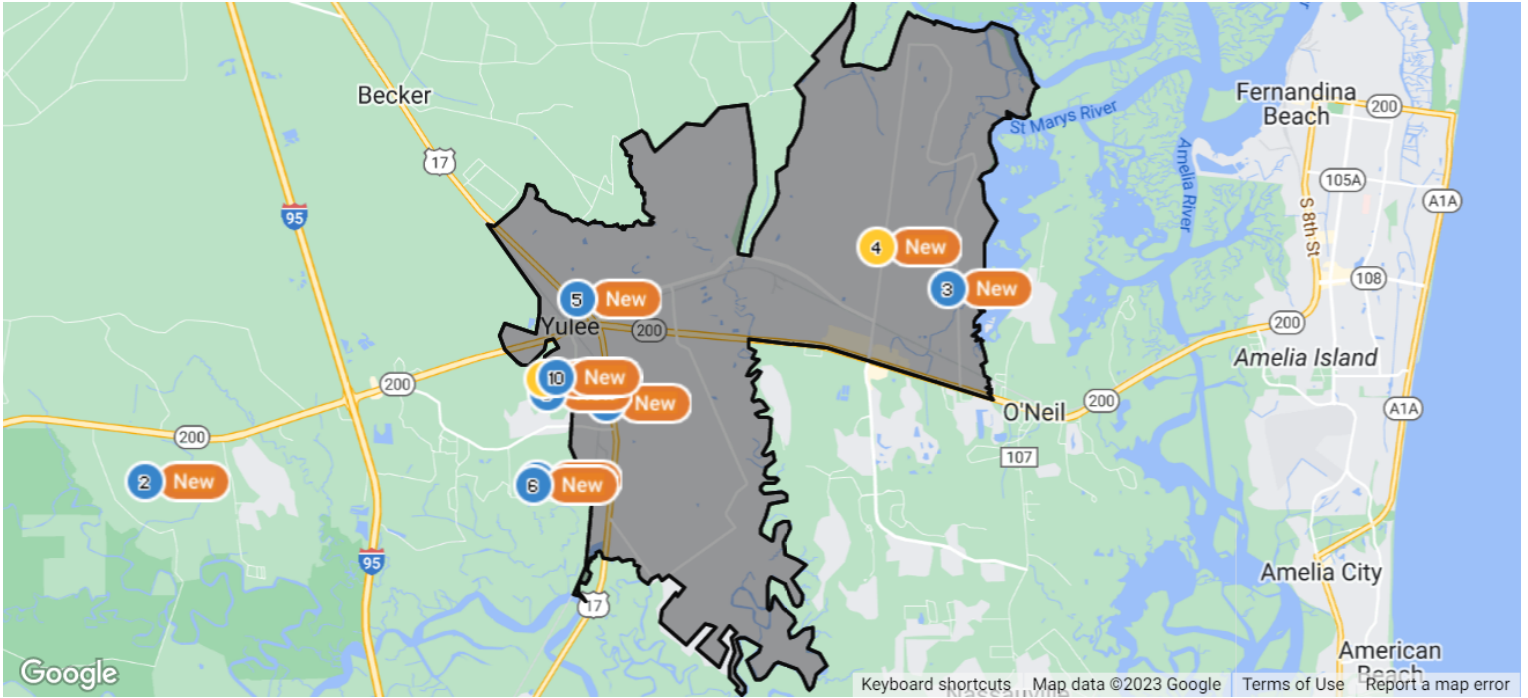 Becker
17
95
Fernandina
Beach
200
St Marys River
Amelia River
105A
A1A
S 8th St
4 New
3 New
108
5 New
Yulee
200
200
Amelia Island
10 New
New
200
200
O'Neil
A1A
200
107
2 New
6 New
95
Amelia City
17
American
Beach
Google
Nassauville
Keyboard shortcuts
Map data ©2023 Google
Terms of Use
Report a map error